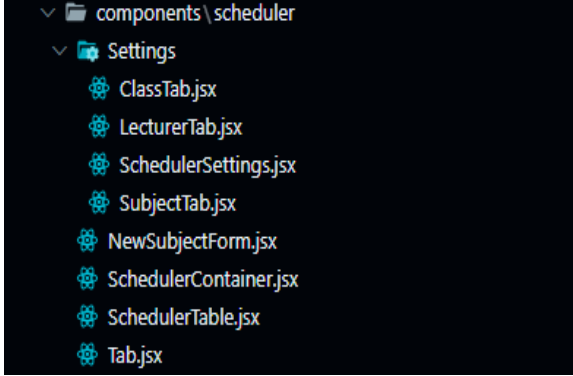 components\scheduler
Settings
ClassTab.jsx
LecturerTab.jsx
SchedulerSettings.jsx
SubjectTab.jsx
NewSubjectForm.jsx
SchedulerContainer.jsx
SchedulerTable.jsx
Tab.jsx